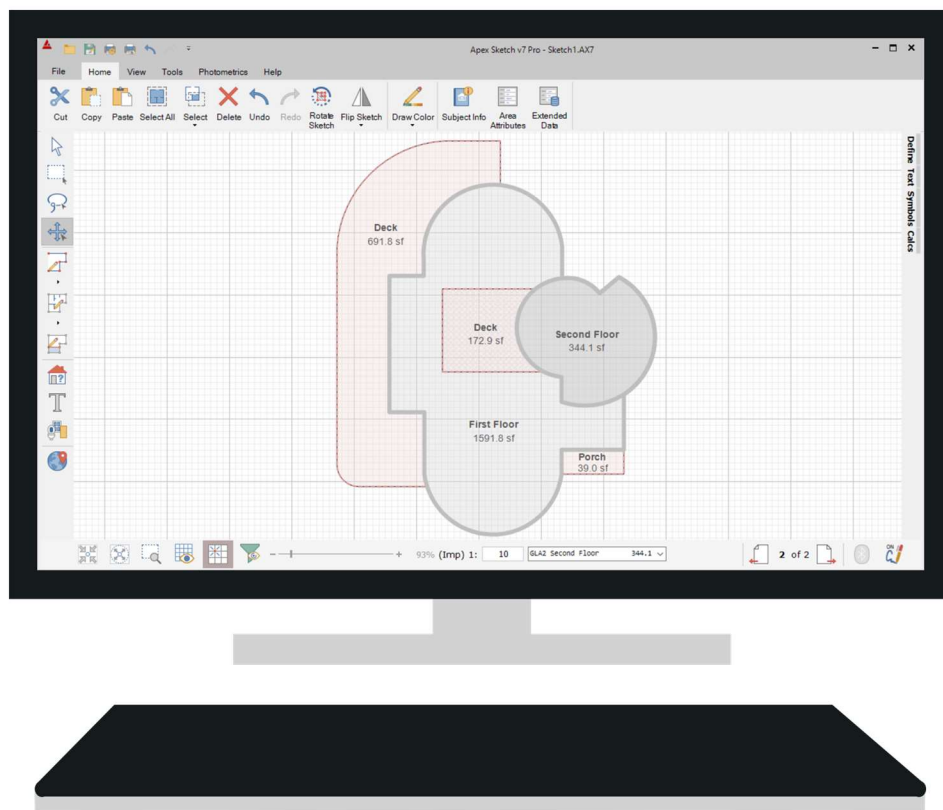 Apex Sketch v7 Pro - Sketch1.AX7
File Home View Tools Photometrics Help
Cut Copy Paste Select All Select Delete Undo Redo Rotate Sketch Flip Sketch Draw Color Subject Info Area Attributes Extended Data
Define Text Symbols Calcs
Deck
691.8 sf
Deck
172.9 sf
Second Floor
344.1 sf
First Floor
1591.8 sf
Porch
39.0 sf
93% (Imp) 1: 10 GLA2 Second Floor 344.1 2 of 2 ON